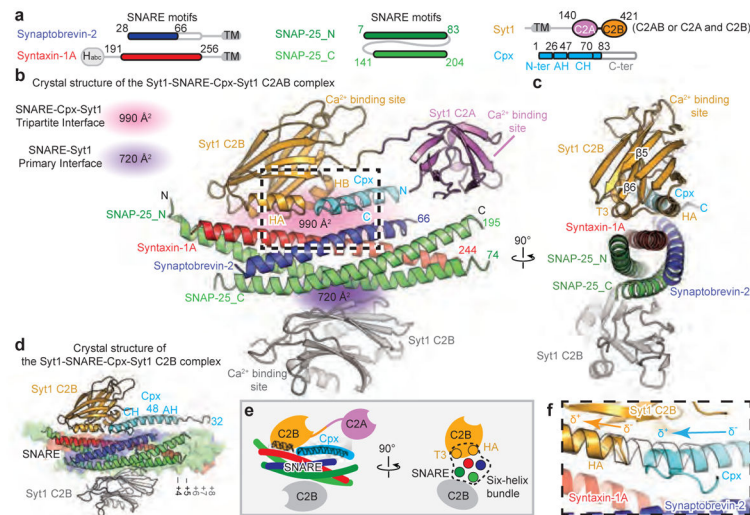 a
SNARE motifs
Synaptobrevin-2
28
66
TM
Syntaxin-1A
Habc
191
256
TM
SNARE motifs
SNAP-25_N
7
83
SNAP-25_C
141
204
Syt1
TM
140
421
C2A
C2B
(C2AB or C2A and C2B)
Cpx
1 26 47 70 83
N-ter AH CH C-ter
b
Crystal structure of the Syt1-SNARE-Cpx-Syt1 C2AB complex
SNARE-Cpx-Syt1
Tripartite Interface
990 Å²
SNARE-Syt1
Primary Interface
720 Å²
Ca²⁺ binding site
Syt1 C2B
Syt1 C2A
Ca²⁺ binding site
HB
Cpx
N
HA
C
990 Å²
N
SNAP-25_N
Syntaxin-1A
Synaptobrevin-2
SNAP-25_C
66
C
195
244
74
720 Å²
Syt1 C2B
Ca²⁺ binding site
90°
c
Ca²⁺ binding site
Syt1 C2B
β5
β6
Cpx
T3
C
HA
Syntaxin-1A
SNAP-25_N
SNAP-25_C
Synaptobrevin-2
Syt1 C2B
d
Crystal structure of
the Syt1-SNARE-Cpx-Syt1 C2B complex
Syt1 C2B
Cpx
CH 48 AH
32
SNARE
Syt1 C2B
+4
+5
+6
+7
+8
e
C2B
C2A
Cpx
SNARE
C2B
90°
C2B
T3
HA
SNARE
Six-helix
bundle
C2B
f
Syt1 C2B
δ⁺ δ⁻
δ⁺ δ⁻
HA
Cpx
Syntaxin-1A
Synaptobrevin-2